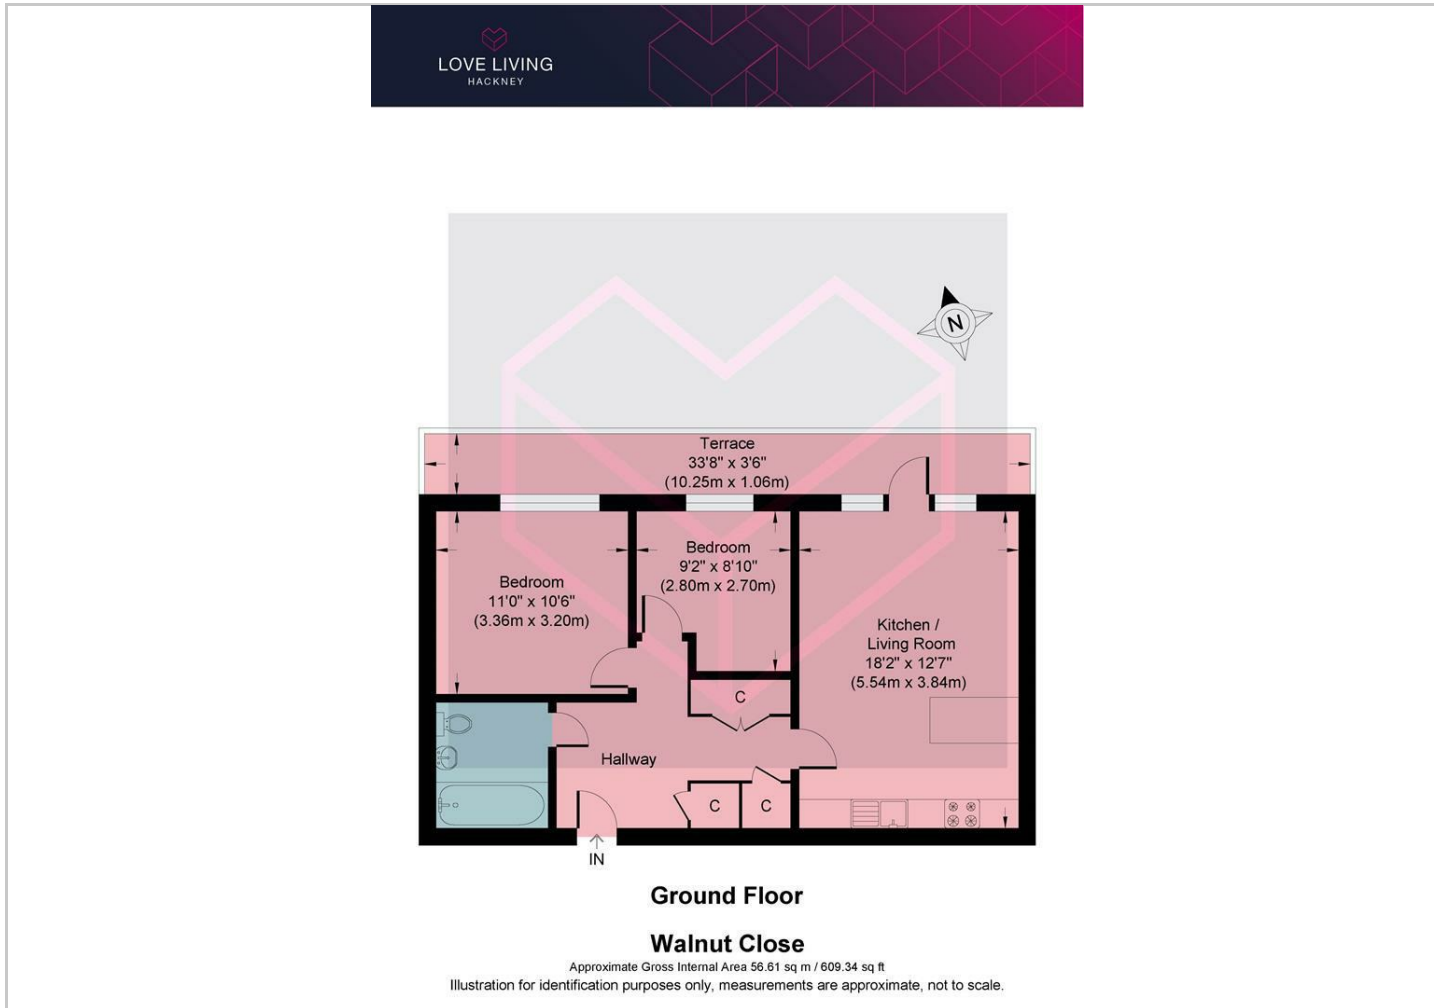 LOVE LIVING
HACKNEY
N
Terrace
33'8" x 3'6"
(10.25m x 1.06m)
Bedroom
11'0" x 10'6"
(3.36m x 3.20m)
Bedroom
9'2" x 8'10"
(2.80m x 2.70m)
Kitchen /
Living Room
18'2" x 12'7"
(5.54m x 3.84m)
C
Hallway
C
C
IN
Ground Floor
Walnut Close
Approximate Gross Internal Area 56.61 sq m / 609.34 sq ft
Illustration for identification purposes only, measurements are approximate, not to scale.